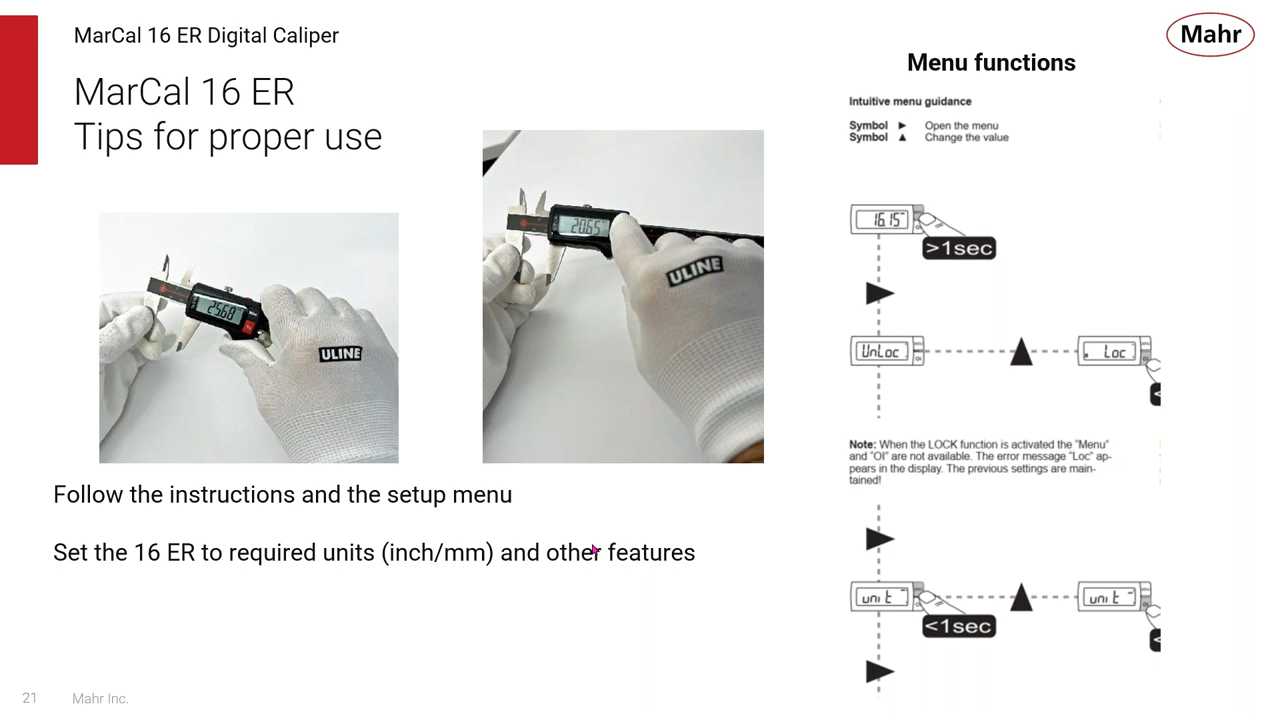 MarCal 16 ER Digital Caliper
Mahr
MarCal 16 ER
Tips for proper use
25.68
ULINE
20.65
ULINE
Follow the instructions and the setup menu
Set the 16 ER to required units (inch/mm) and other features
Menu functions
Intuitive menu guidance
Symbol ► Open the menu
Symbol ▲ Change the value
16.15
>1sec
UnLoc
Loc
<
Note: When the LOCK function is activated the "Menu"
and "OI" are not available. The error message "Loc" ap-
pears in the display. The previous settings are main-
tained!
unit
unit
<1sec
<
21 Mahr Inc.